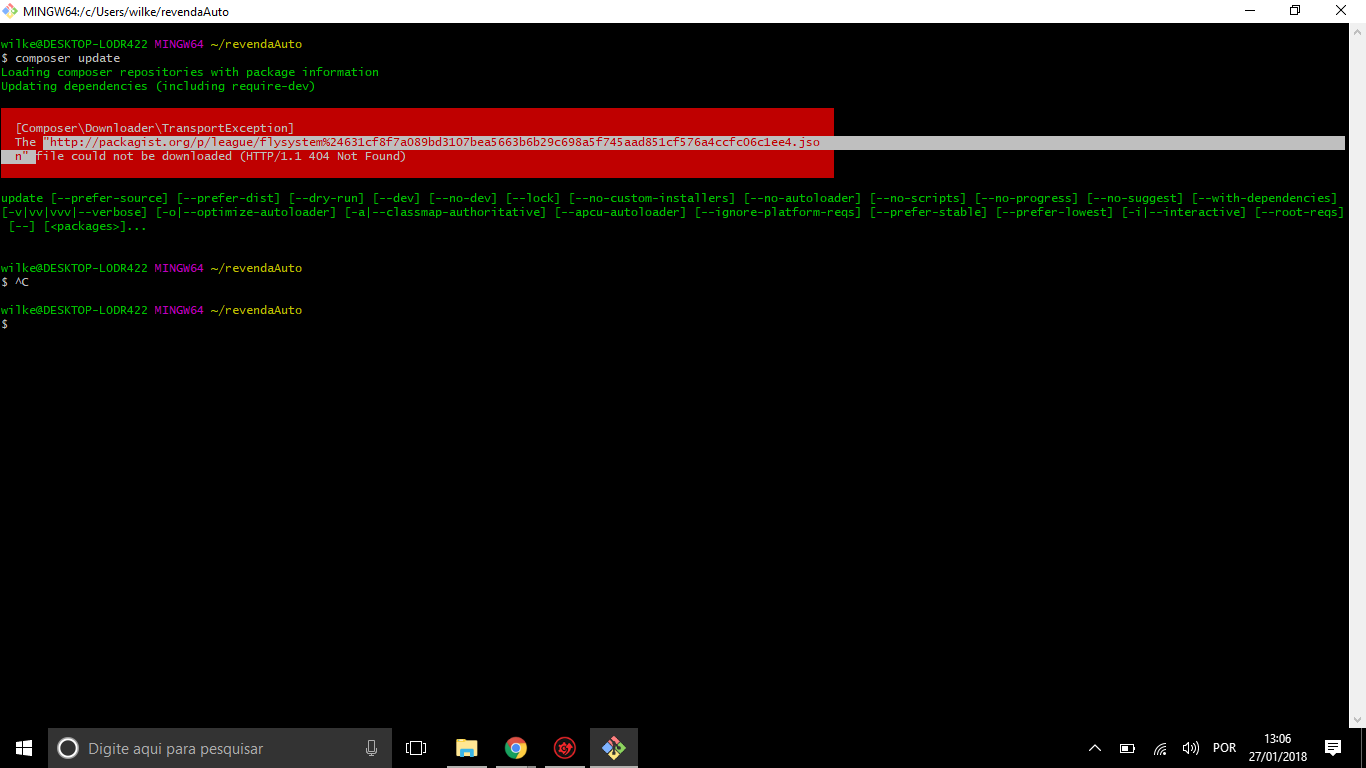 MINGW64:/c/Users/wilke/revendaAuto
wilke@DESKTOP-LODR422 MINGW64 ~/revendaAuto
$ composer update
Loading composer repositories with package information
Updating dependencies (including require-dev)
[Composer\Downloader\TransportException]
The "http://packagist.org/p/league/flysystem%24631cf8f7a089bd3107bea5663b6b29c698a5f745aad851cf576a4ccfc06c1ee4.jso
n" file could not be downloaded (HTTP/1.1 404 Not Found)
update [--prefer-source] [--prefer-dist] [--dry-run] [--dev] [--no-dev] [--lock] [--no-custom-installers] [--no-autoloader] [--no-scripts] [--no-progress] [--no-suggest] [--with-dependencies]
[-v|vv|vvv|--verbose] [-o|--optimize-autoloader] [-a|--classmap-authoritative] [--apcu-autoloader] [--ignore-platform-reqs] [--prefer-stable] [--prefer-lowest] [-i|--interactive] [--root-reqs]
[--] [<packages>]...
wilke@DESKTOP-LODR422 MINGW64 ~/revendaAuto
$ ^C
wilke@DESKTOP-LODR422 MINGW64 ~/revendaAuto
$
Digite aqui para pesquisar
POR
13:06
27/01/2018